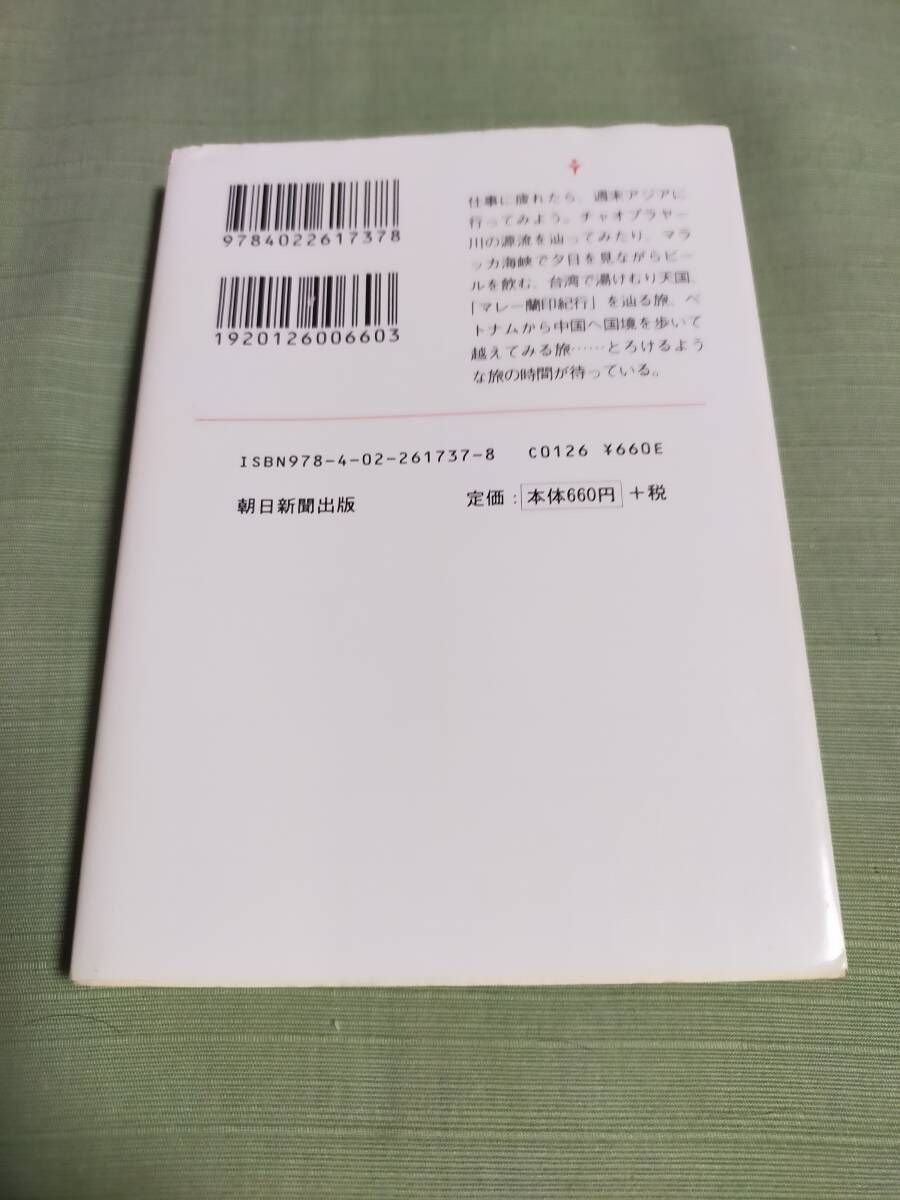 9784022617378
1920126006603
仕事に疲れたら、週末アジアに
行ってみよう。チャオプラヤー
川の源流を辿ってみたり、マラ
ッカ海峡で夕日を見ながらビー
ルを飲む、台湾で湯けむり天国、
「マレー蘭印紀行」を辿る旅、ベ
トナムから中国へ国境を歩いて
越えてみる旅……とろけるよう
な旅の時間が待っている。
ISBN978-4-02-261737-8 C0126 ¥660E
朝日新聞出版 定価：本体660円＋税